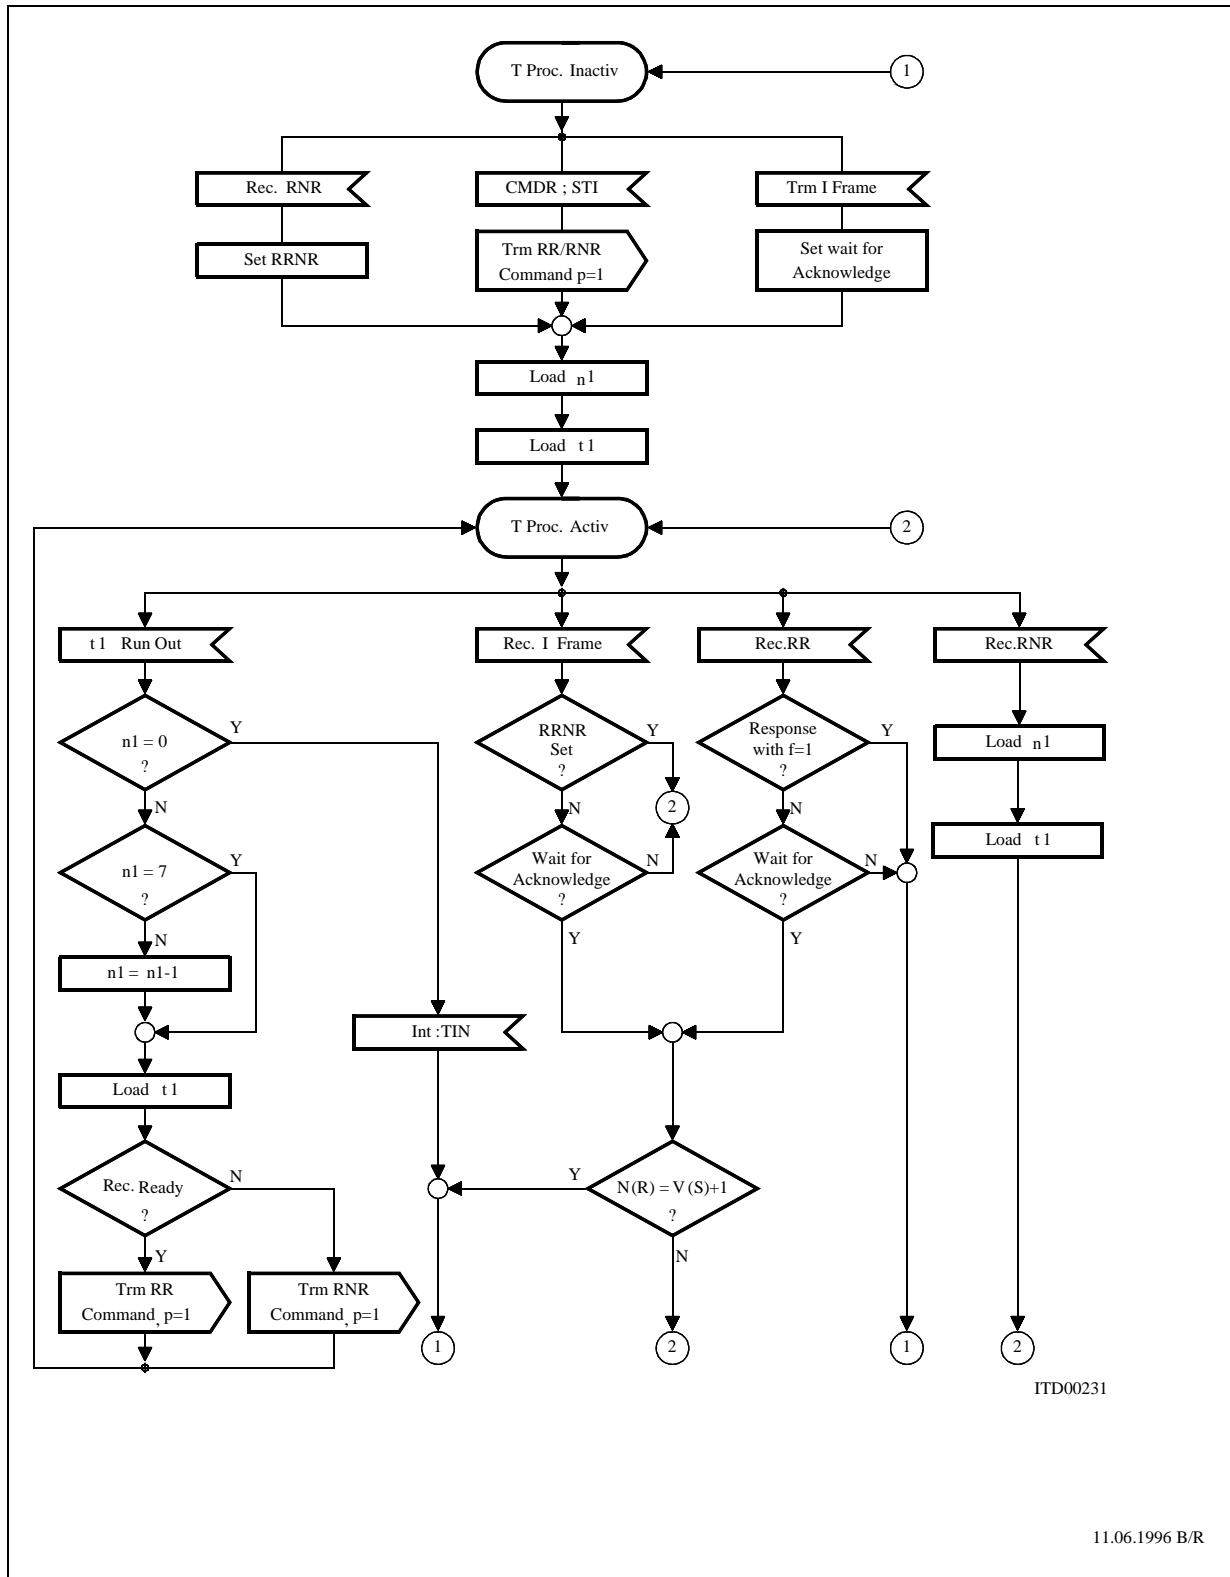 T Proc. Inactiv
1
Rec. RNR
CMDR ; STI
Trm I Frame
Set RRNR
Trm RR/RNR
Command p=1
Set wait for
Acknowledge
Load n1
Load t1
T Proc. Activ
2
t1 Run Out
Rec. I Frame
Rec.RR
Rec.RNR
n1 = 0
?
Y
N
RRNR
Set
?
Y
N
2
Response
with f=1
?
Y
N
Load n1
Load t1
n1 = 7
?
Y
N
Wait for
Acknowledge
?
N
Y
Wait for
Acknowledge
?
N
Y
n1 = n1-1
Int :TIN
Load t1
Rec. Ready
?
N
Y
Y
N(R) = V(S)+1
?
N
Trm RR
Command, p=1
Trm RNR
Command, p=1
1
2
1
2
ITD00231
11.06.1996 B/R